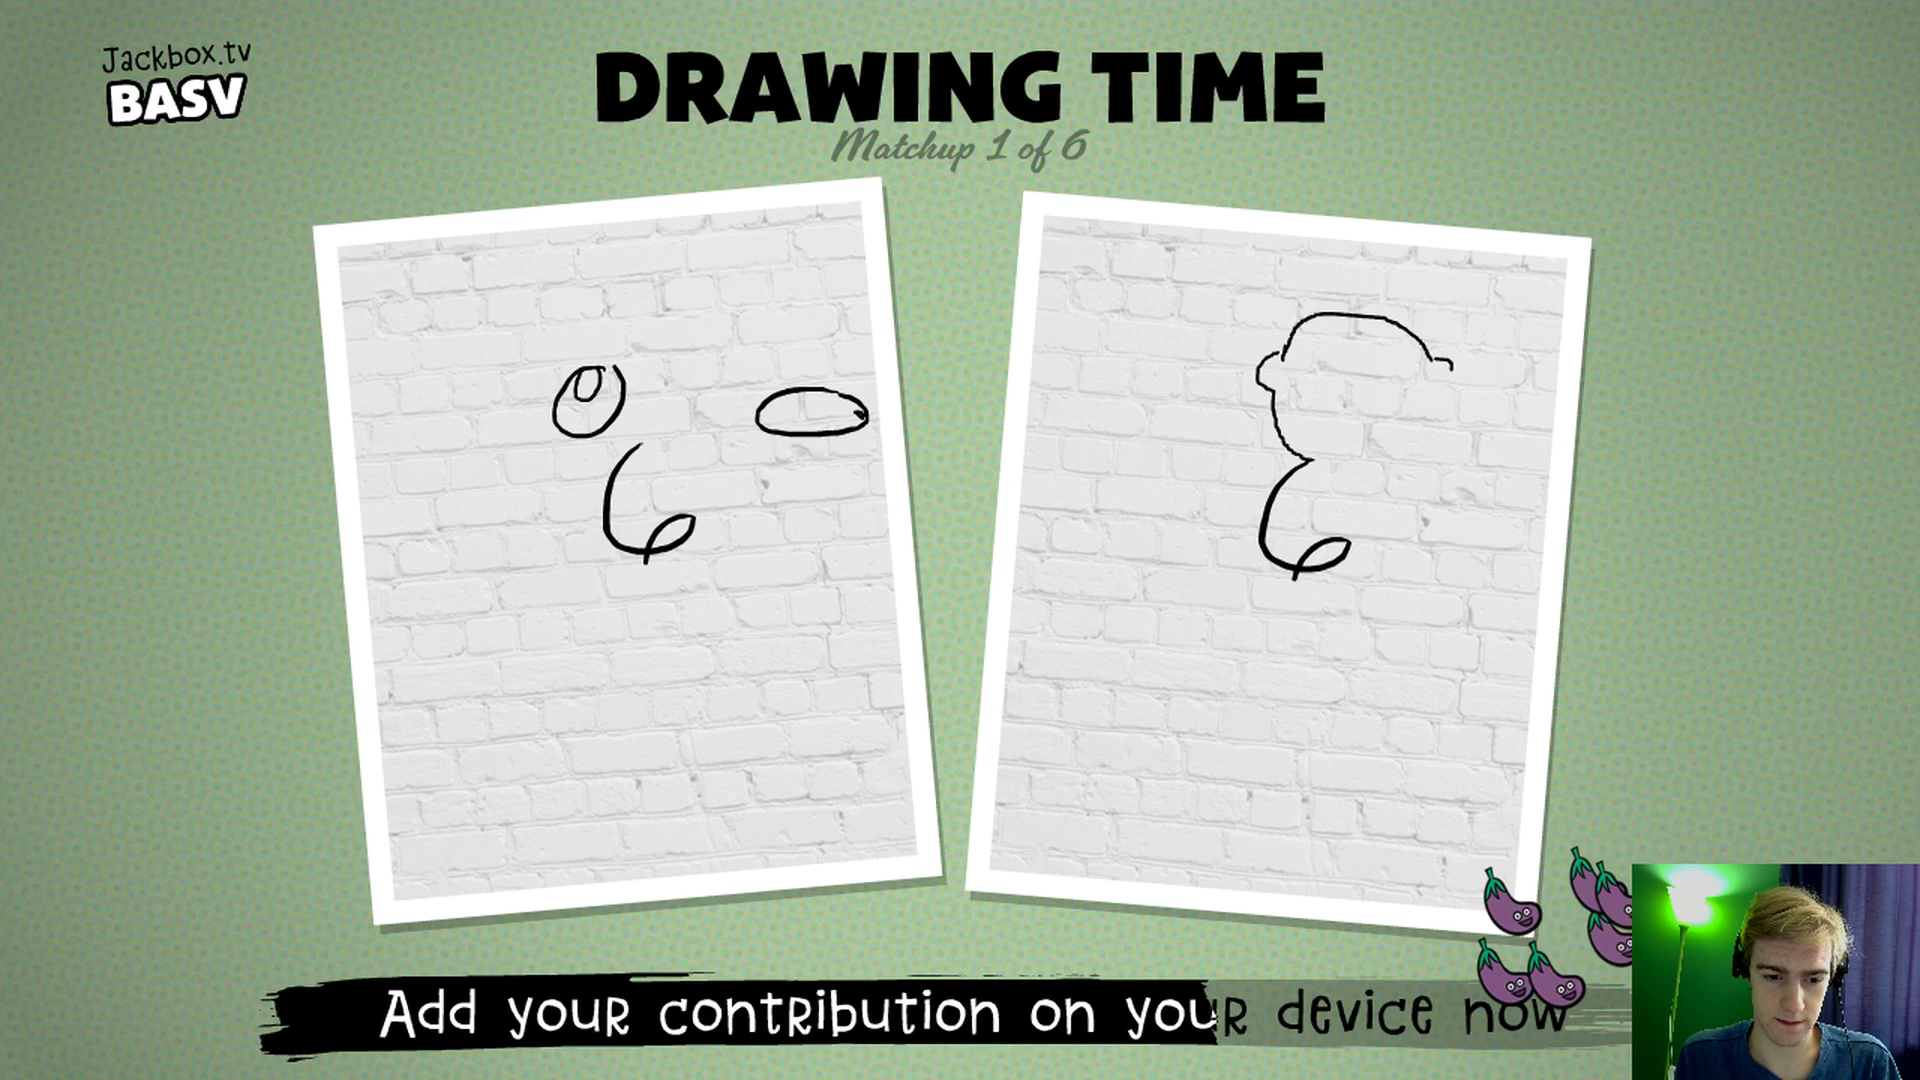 Jackbox.tv
BASV
DRAWING TIME
Matchup 1 of 6
Add your contribution on your device now